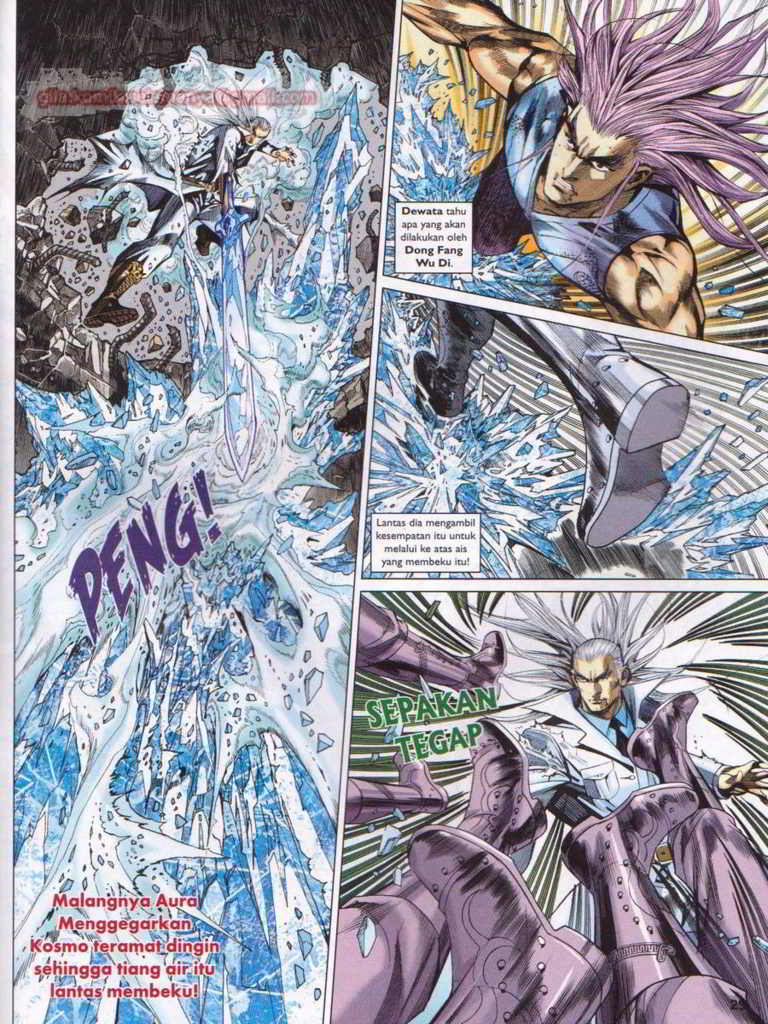 PENG!
Malangnya Aura
Menggegarkan
Kosmo teramat dingin
sehingga tiang air itu
lantas membeku!
Dewata tahu
apa yang akan
dilakukan oleh
Dong Fang
Wu Di.
Lantas dia mengambil
kesempatan itu untuk
melalui ke atas ais
yang membeku itu!
SEPAKAN
TEGAP